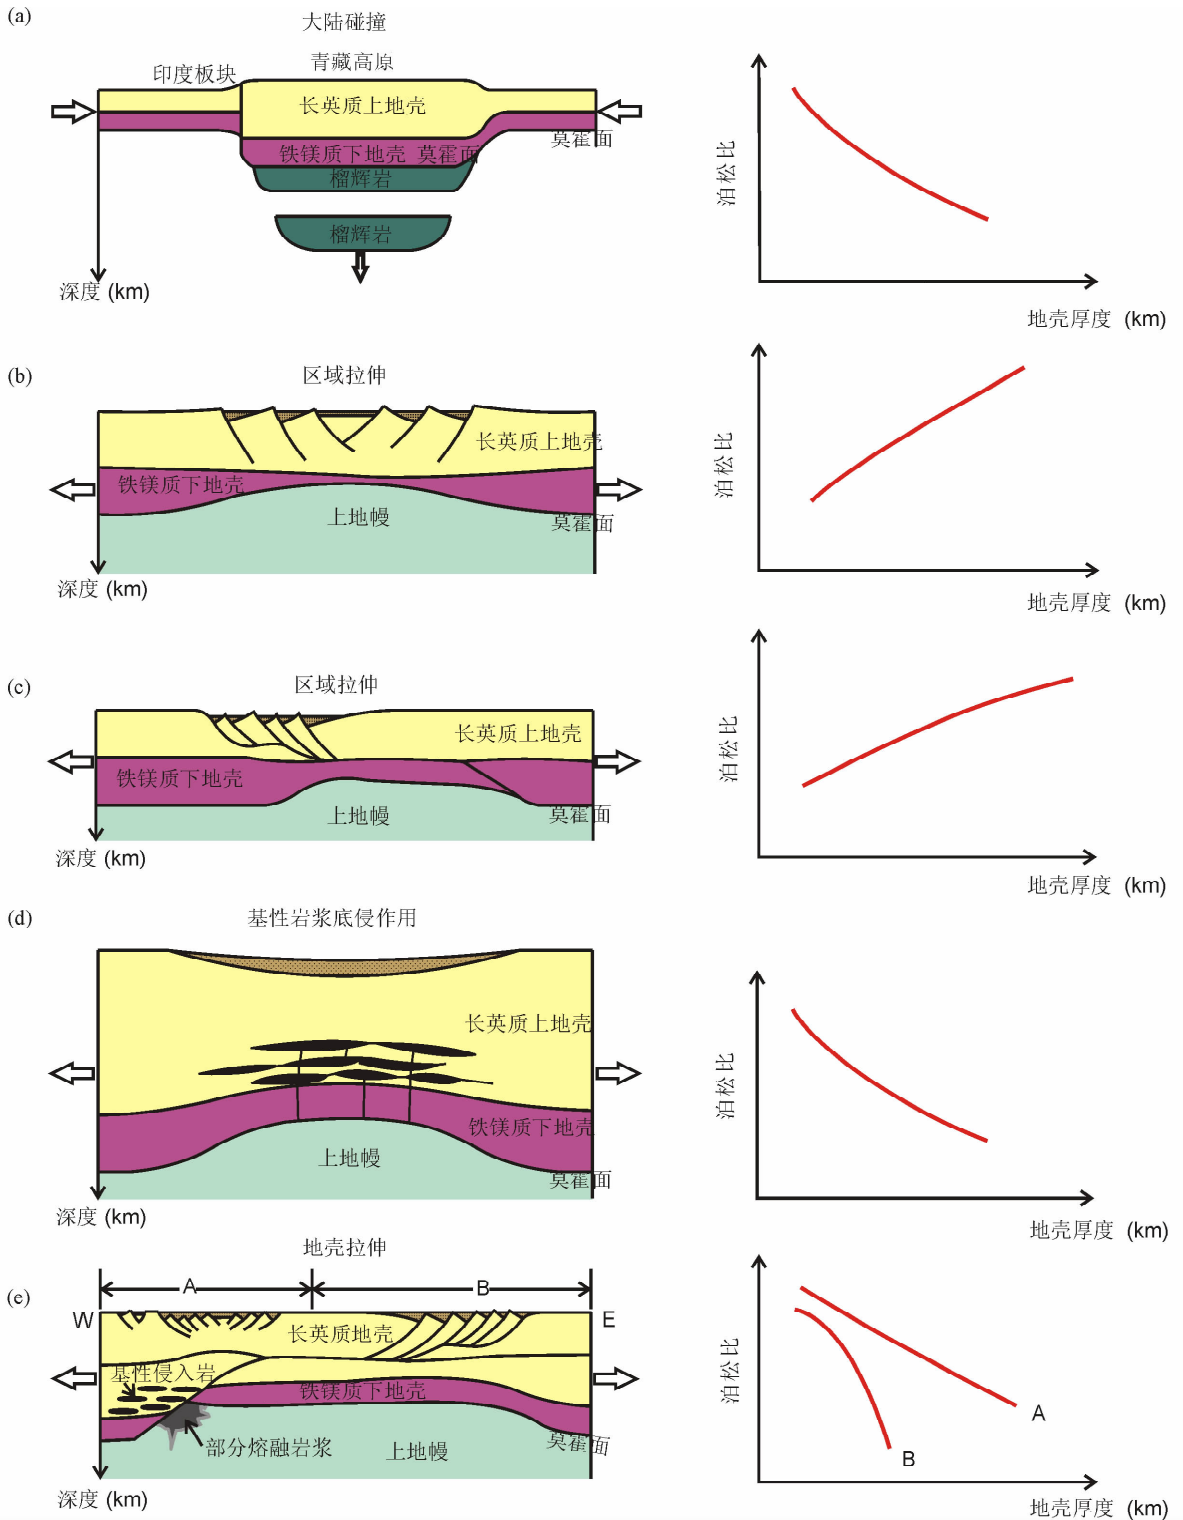 (a)
大陆碰撞
青藏高原
印度板块
长英质上地壳
莫霍面
铁镁质下地壳 莫霍面
榴辉岩
榴辉岩
深度 (km)
泊松比
地壳厚度 (km)
(b)
区域拉伸
长英质上地壳
铁镁质下地壳
上地幔
莫霍面
深度 (km)
泊松比
地壳厚度 (km)
(c)
区域拉伸
长英质上地壳
铁镁质下地壳
上地幔
莫霍面
深度 (km)
泊松比
地壳厚度 (km)
(d)
基性岩浆底侵作用
长英质上地壳
铁镁质下地壳
上地幔
莫霍面
深度 (km)
泊松比
地壳厚度 (km)
(e)
地壳拉伸
A
B
W
E
长英质地壳
基性侵入岩
铁镁质下地壳
部分熔融岩浆
上地幔
莫霍面
深度 (km)
泊松比
A
B
地壳厚度 (km)